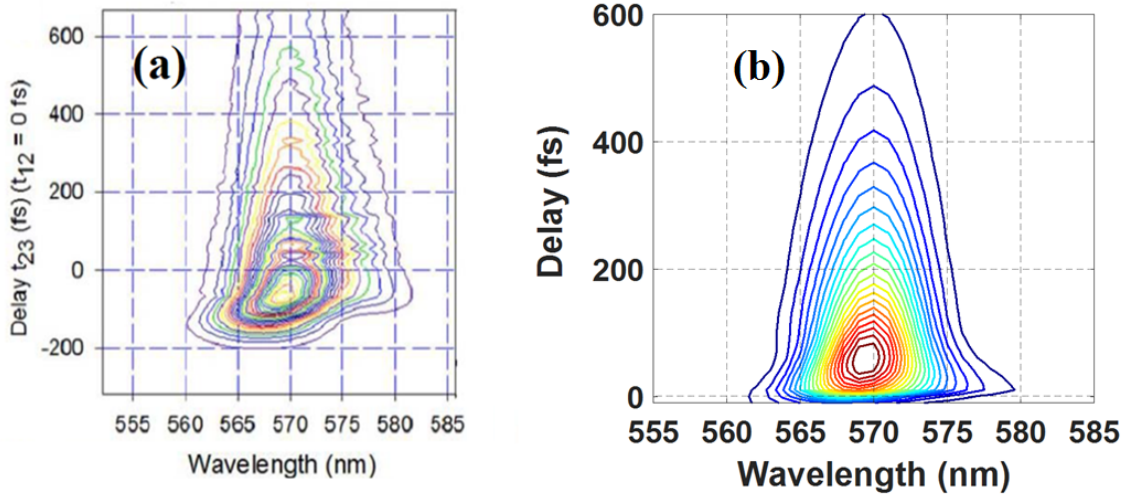 (a)
600
400
200
0
-200
Delay t23 (fs) (t12 = 0 fs)
555 560 565 570 575 580 585
Wavelength (nm)
(b)
600
400
200
0
Delay (fs)
555 560 565 570 575 580 585
Wavelength (nm)